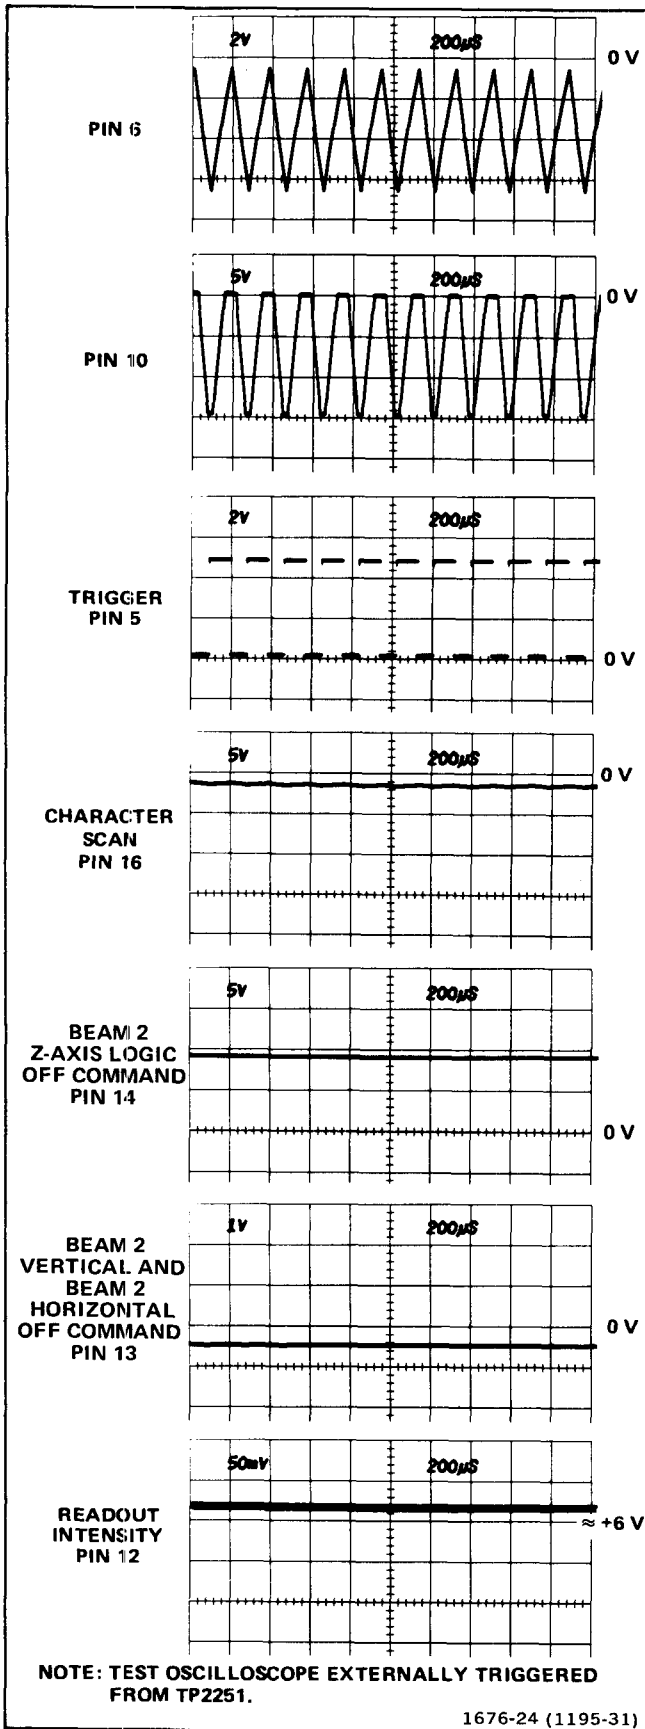 2V 200µS 0 V
PIN 6
5V 200µS 0 V
PIN 10
2V 200µS
TRIGGER
PIN 5
0 V
5V 200µS 0 V
CHARACTER
SCAN
PIN 16
5V 200µS
BEAM 2
Z-AXIS LOGIC
OFF COMMAND
PIN 14
0 V
1V 200µS
BEAM 2
VERTICAL AND
BEAM 2
HORIZONTAL
OFF COMMAND
PIN 13
0 V
50mV 200µS
READOUT
INTENSITY
PIN 12
≈ +6 V
NOTE: TEST OSCILLOSCOPE EXTERNALLY TRIGGERED
FROM TP2251.
1676-24 (1195-31)